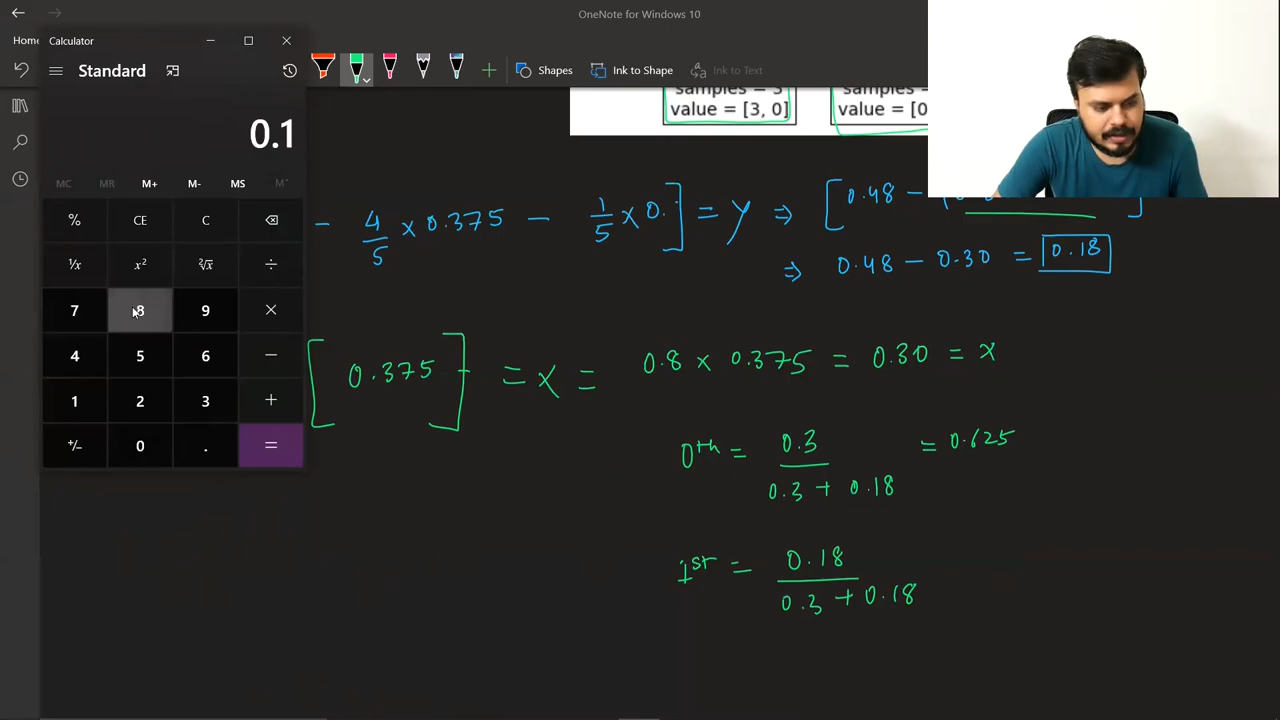 OneNote for Windows 10
Calculator
Home
Standard
Shapes
Ink to Shape
Ink to Text
0.1
MC MR M+ M- MS M˅
% CE C
¹/x x² ²√x ÷
7 8 9 ×
4 5 6 −
1 2 3 +
+/− 0 . =
samples = 3
value = [3, 0]
samples =
value = [0
− 4/5 × 0.375 − 1/5 × 0.] = y ⇒ [0.48 −
⇒ 0.48 − 0.30 = 0.18
[0.375] = x = 0.8 × 0.375 = 0.30 = x
0th = 0.3 / 0.3 + 0.18 = 0.625
1st = 0.18 / 0.3 + 0.18